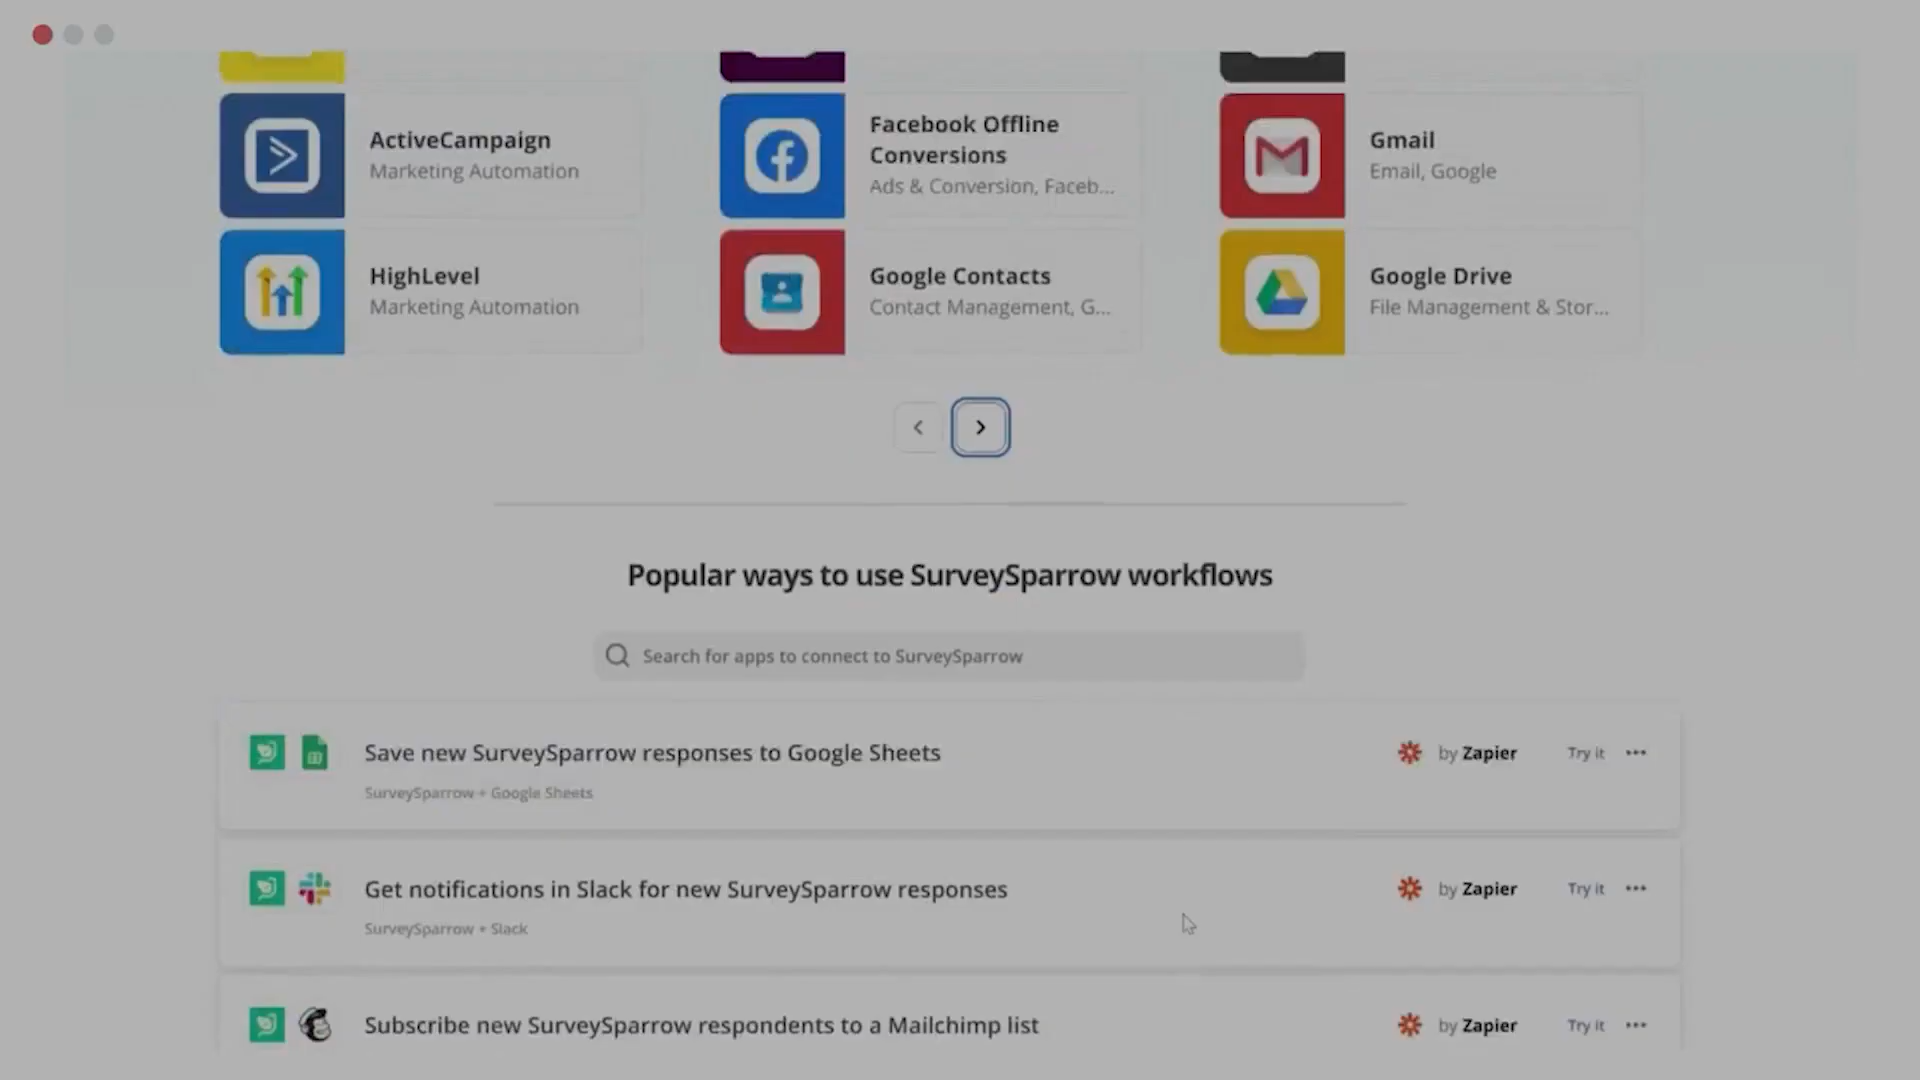 ActiveCampaign
Marketing Automation
Facebook Offline
Conversions
Ads & Conversion, Faceb...
Gmail
Email, Google
HighLevel
Marketing Automation
Google Contacts
Contact Management, G...
Google Drive
File Management & Stor...
Popular ways to use SurveySparrow workflows
Search for apps to connect to SurveySparrow
Save new SurveySparrow responses to Google Sheets
by Zapier
Try it
SurveySparrow + Google Sheets
Get notifications in Slack for new SurveySparrow responses
by Zapier
Try it
SurveySparrow + Slack
Subscribe new SurveySparrow respondents to a Mailchimp list
by Zapier
Try it